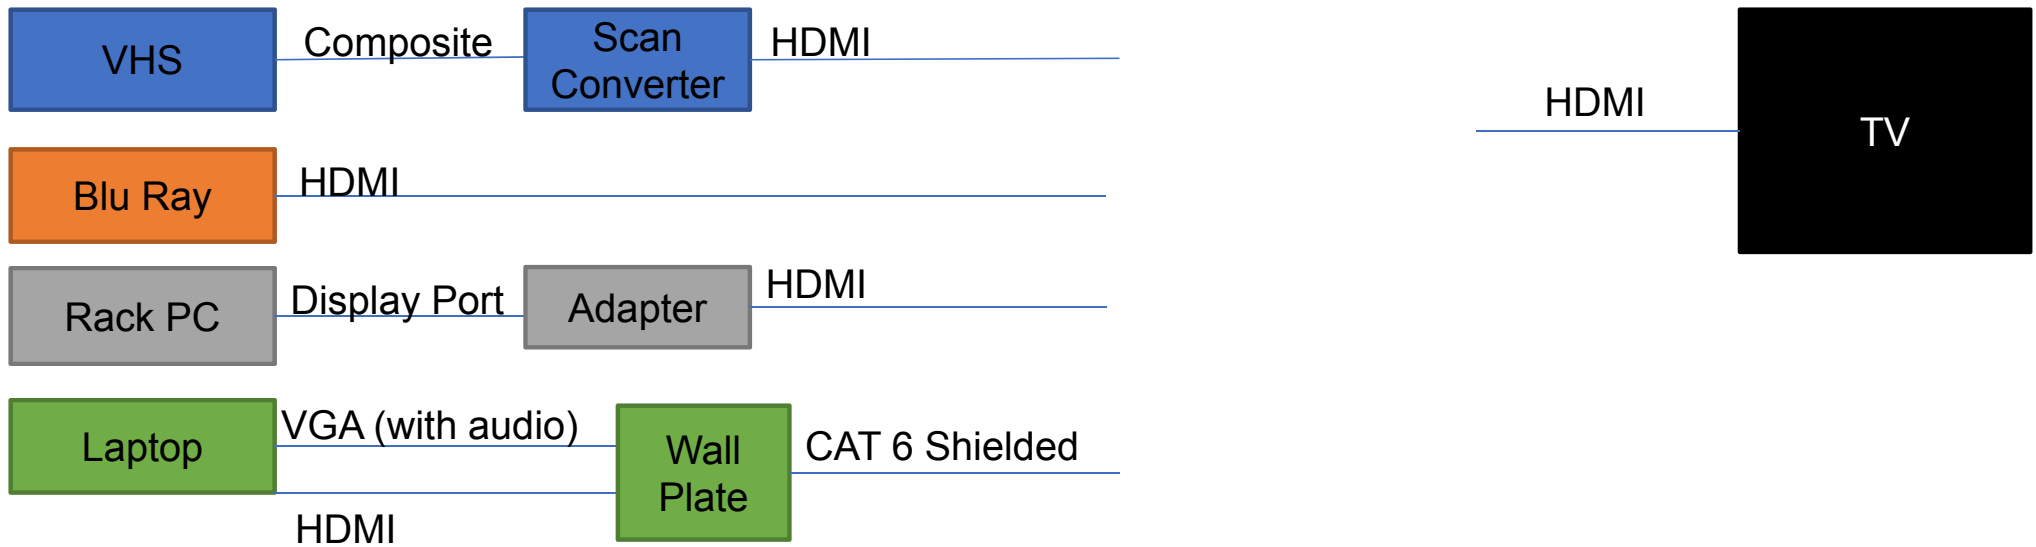 VHS
Composite
Scan
Converter
HDMI
HDMI
TV
Blu Ray
HDMI
Rack PC
Display Port
Adapter
HDMI
Laptop
VGA (with audio)
HDMI
Wall
Plate
CAT 6 Shielded